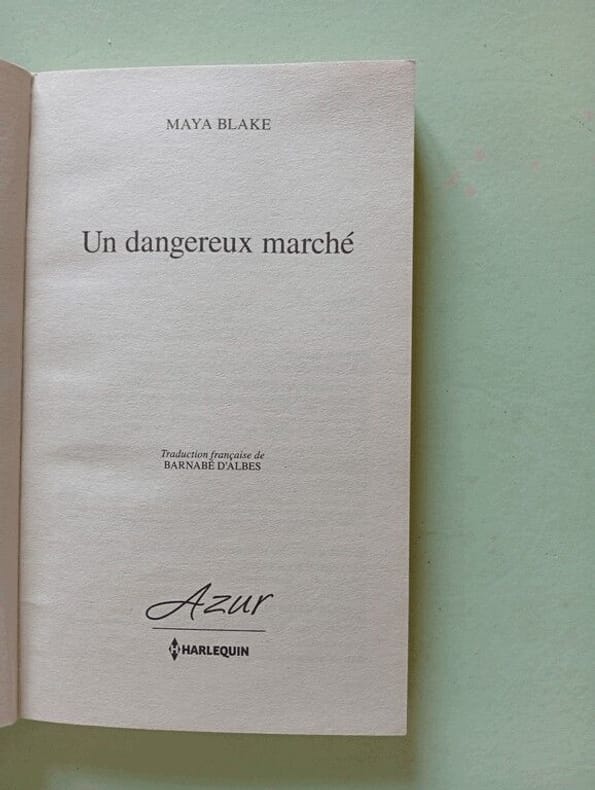 MAYA BLAKE
Un dangereux marché
Traduction française de
BARNABÉ D'ALBES
Azur
HARLEQUIN